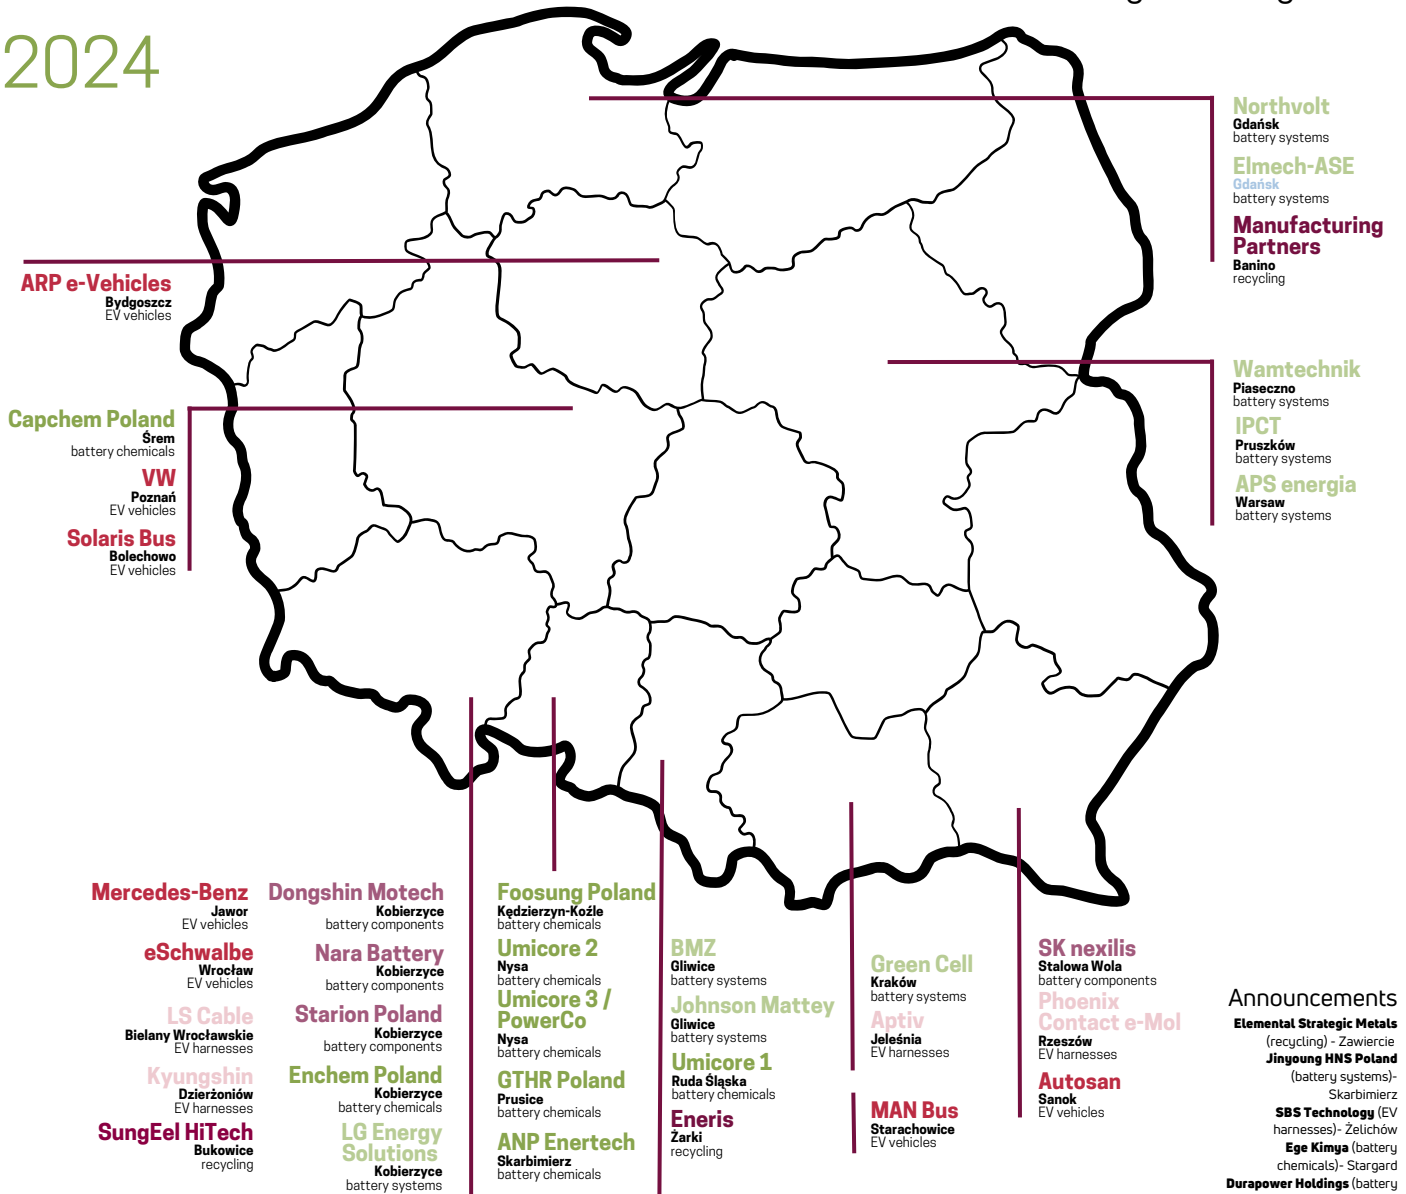 2024
Northvolt
Gdańsk
battery systems
Elmech-ASE
Gdańsk
battery systems
Manufacturing
Partners
Banino
recycling
ARP e-Vehicles
Bydgoszcz
EV vehicles
Wamtechnik
Piaseczno
battery systems
IPCT
Pruszków
battery systems
APS energia
Warsaw
battery systems
Capchem Poland
Śrem
battery chemicals
VW
Poznań
EV vehicles
Solaris Bus
Bolechowo
EV vehicles
Mercedes-Benz
Jawor
EV vehicles
eSchwalbe
Wrocław
EV vehicles
LS Cable
Bielany Wrocławskie
EV harnesses
Kyungshin
Dzierżoniów
EV harnesses
SungEel HiTech
Bukowice
recycling
Dongshin Motech
Kobierzyce
battery components
Nara Battery
Kobierzyce
battery components
Starion Poland
Kobierzyce
battery components
Enchem Poland
Kobierzyce
battery chemicals
LG Energy
Solutions
Kobierzyce
battery systems
Foosung Poland
Kędzierzyn-Koźle
battery chemicals
Umicore 2
Nysa
battery chemicals
Umicore 3 /
PowerCo
Nysa
battery chemicals
GTHR Poland
Prusice
battery chemicals
ANP Enertech
Skarbimierz
battery chemicals
BMZ
Gliwice
battery systems
Johnson Mattey
Gliwice
battery systems
Umicore 1
Ruda Śląska
battery chemicals
Eneris
Żarki
recycling
Green Cell
Kraków
battery systems
Aptiv
Jeleśnia
EV harnesses
MAN Bus
Starachowice
EV vehicles
SK nexilis
Stalowa Wola
battery components
Phoenix
Contact e-Mol
Rzeszów
EV harnesses
Autosan
Sanok
EV vehicles
Announcements
Elemental Strategic Metals
(recycling) - Zawiercie
Jinyoung HNS Poland
(battery systems)-
Skarbimierz
SBS Technology (EV
harnesses)- Żelichów
Ege Kimya (battery
chemicals)- Stargard
Durapower Holdings (battery